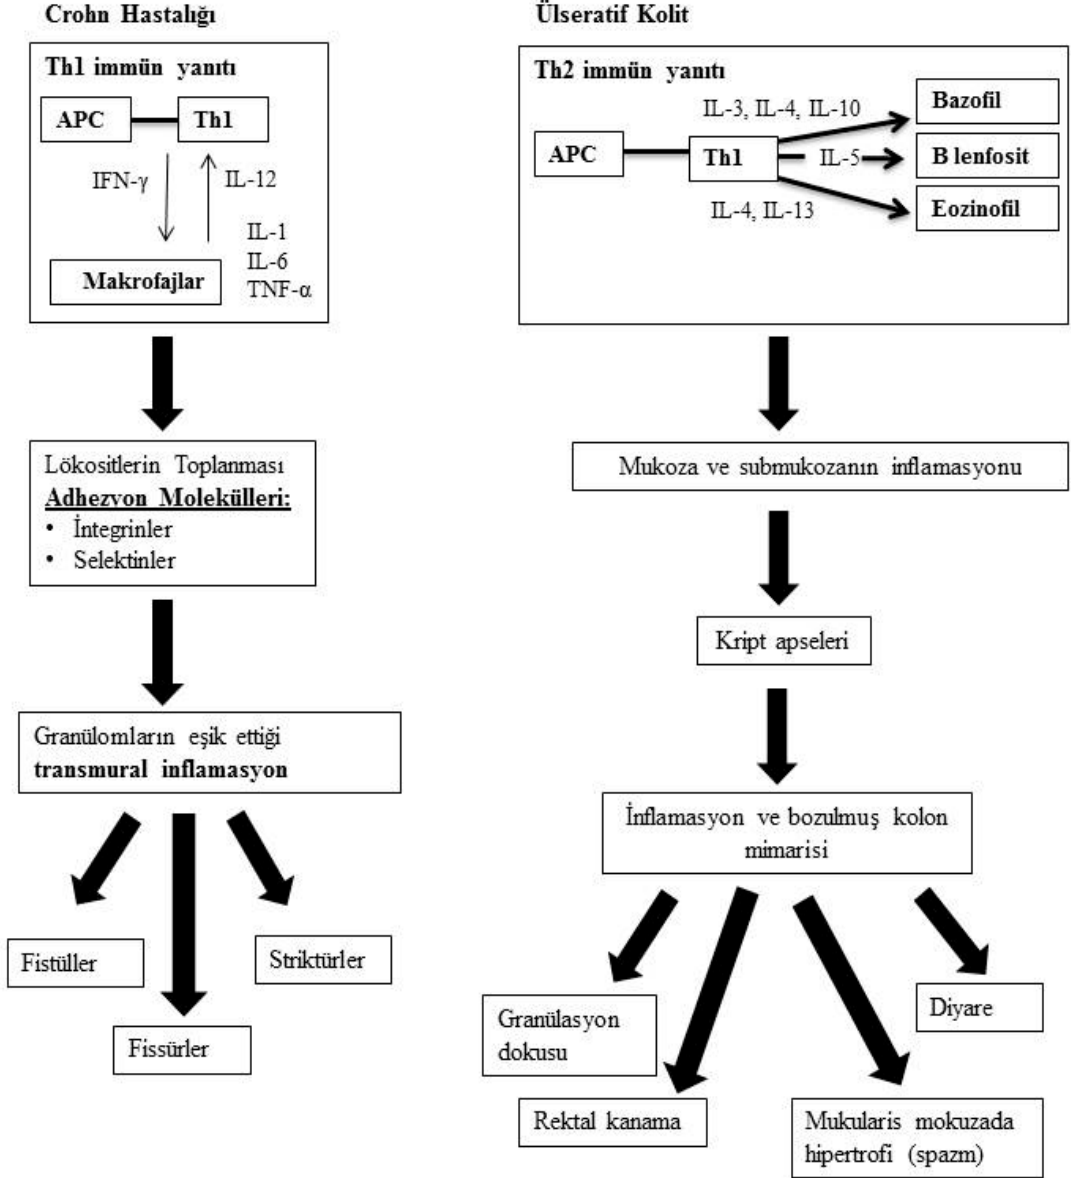 Crohn Hastalığı
Th1 immün yanıtı
APC
Th1
IFN-γ
IL-12
IL-1
IL-6
TNF-α
Makrofajlar
Lökositlerin Toplanması
Adhezyon Molekülleri:
• İntegrinler
• Selektinler
Granülomların eşik ettiği
transmural inflamasyon
Fistüller
Striktürler
Fissürler
Ülseratif Kolit
Th2 immün yanıtı
IL-3, IL-4, IL-10
Bazofil
APC
Th1
IL-5
B lenfosit
IL-4, IL-13
Eozinofil
Mukoza ve submukozanın inflamasyonu
Kript apseleri
İnflamasyon ve bozulmuş kolon
mimarisi
Granülasyon
dokusu
Diyare
Rektal kanama
Mukularis mokuzada
hipertrofi (spazm)